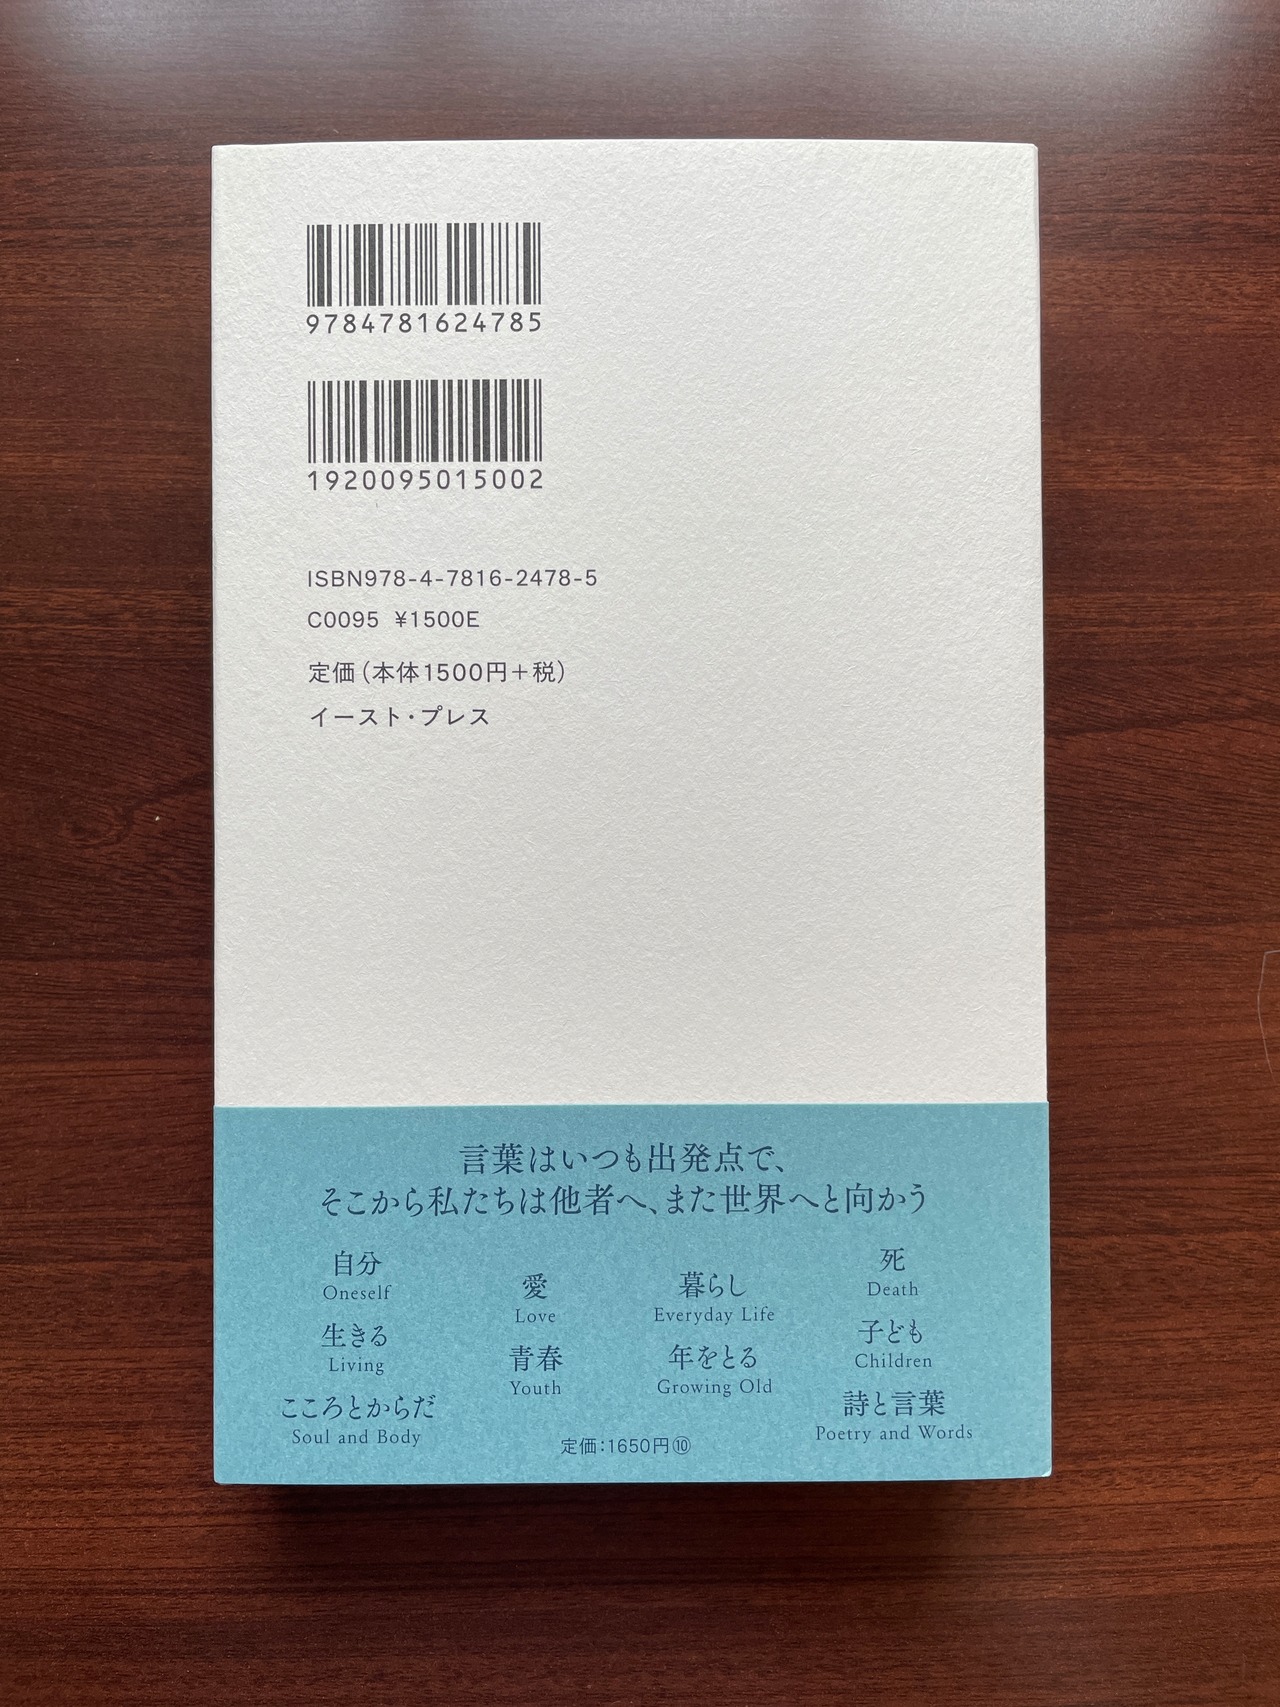 9784781624785
1920095015002
ISBN978-4-7816-2478-5
C0095 ¥1500E
定価(本体1500円+税)
イースト・プレス
言葉はいつも出発点で、
そこから私たちは他者へ、また世界へと向かう
自分
Oneself
生きる
Living
こころとからだ
Soul and Body
愛
Love
青春
Youth
暮らし
Everyday Life
年をとる
Growing Old
死
Death
子ども
Children
詩と言葉
Poetry and Words
定価:1650円⑩